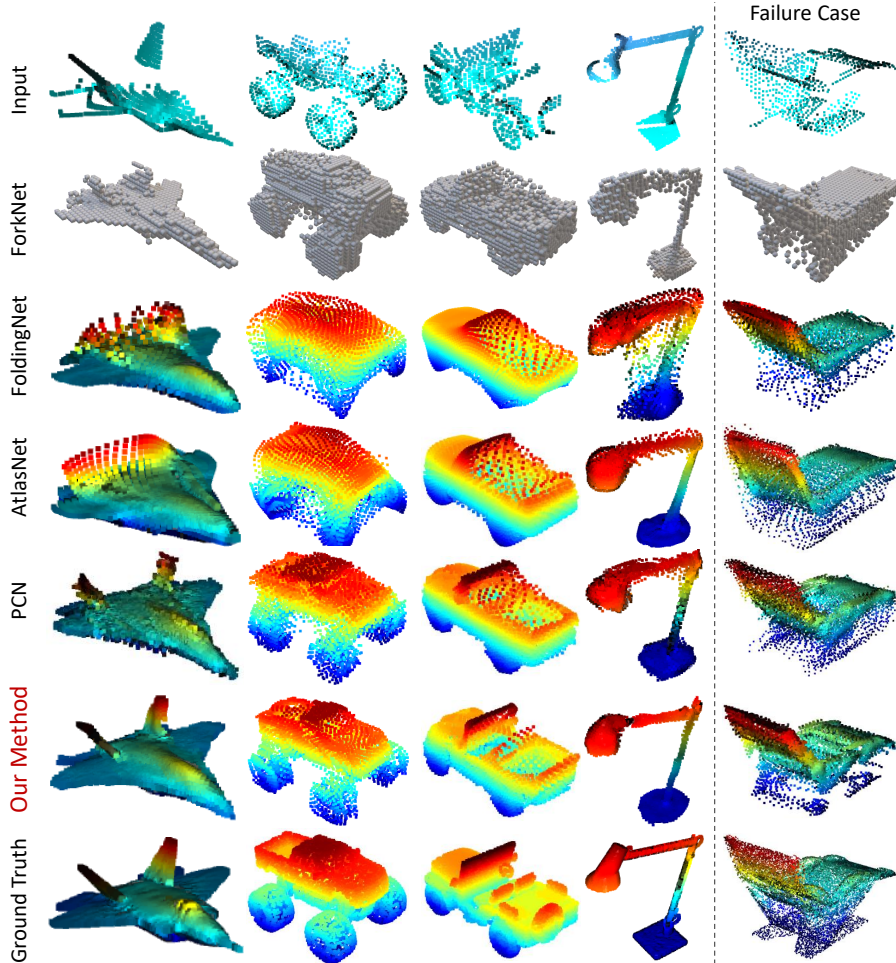 Failure Case
Input
ForkNet
FoldingNet
AtlasNet
PCN
Our Method
Ground Truth